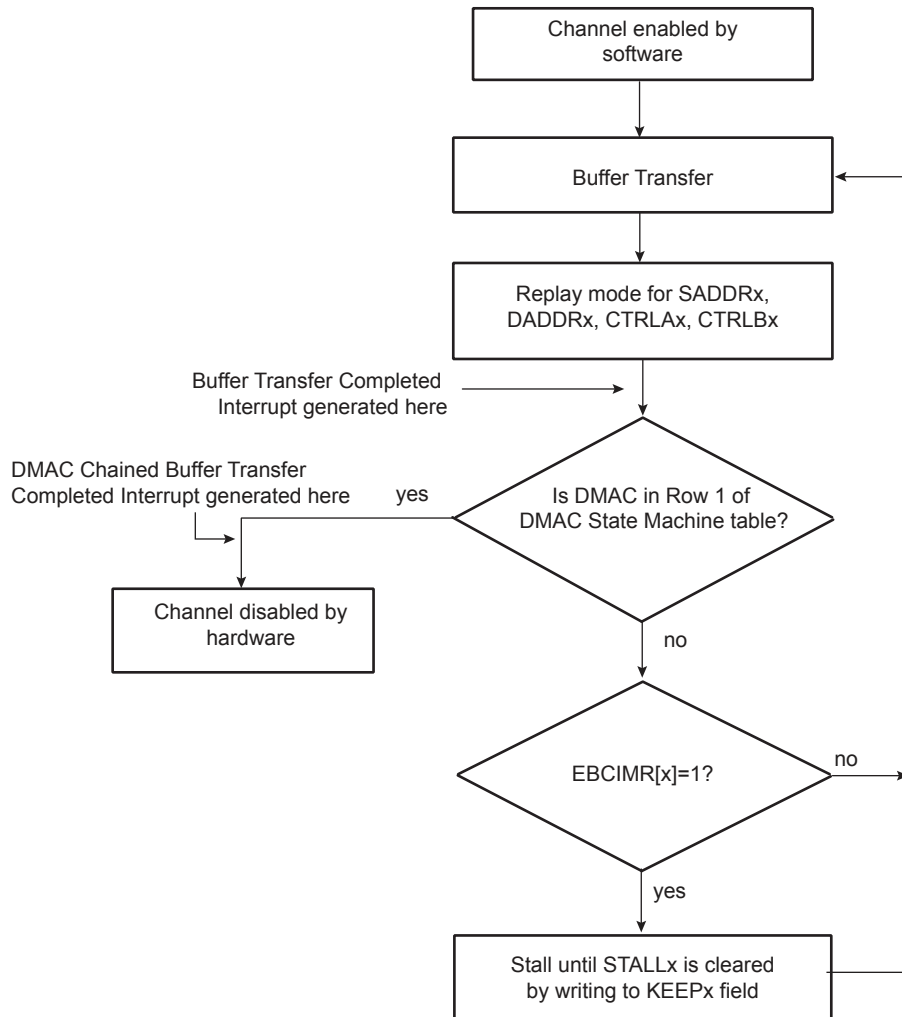 Channel enabled by
software
Buffer Transfer
Replay mode for SADDRx,
DADDRx, CTRLAx, CTRLBx
Buffer Transfer Completed
Interrupt generated here
DMAC Chained Buffer Transfer
Completed Interrupt generated here
yes
Is DMAC in Row 1 of
DMAC State Machine table?
Channel disabled by
hardware
no
EBCIMR[x]=1?
no
yes
Stall until STALLx is cleared
by writing to KEEPx field